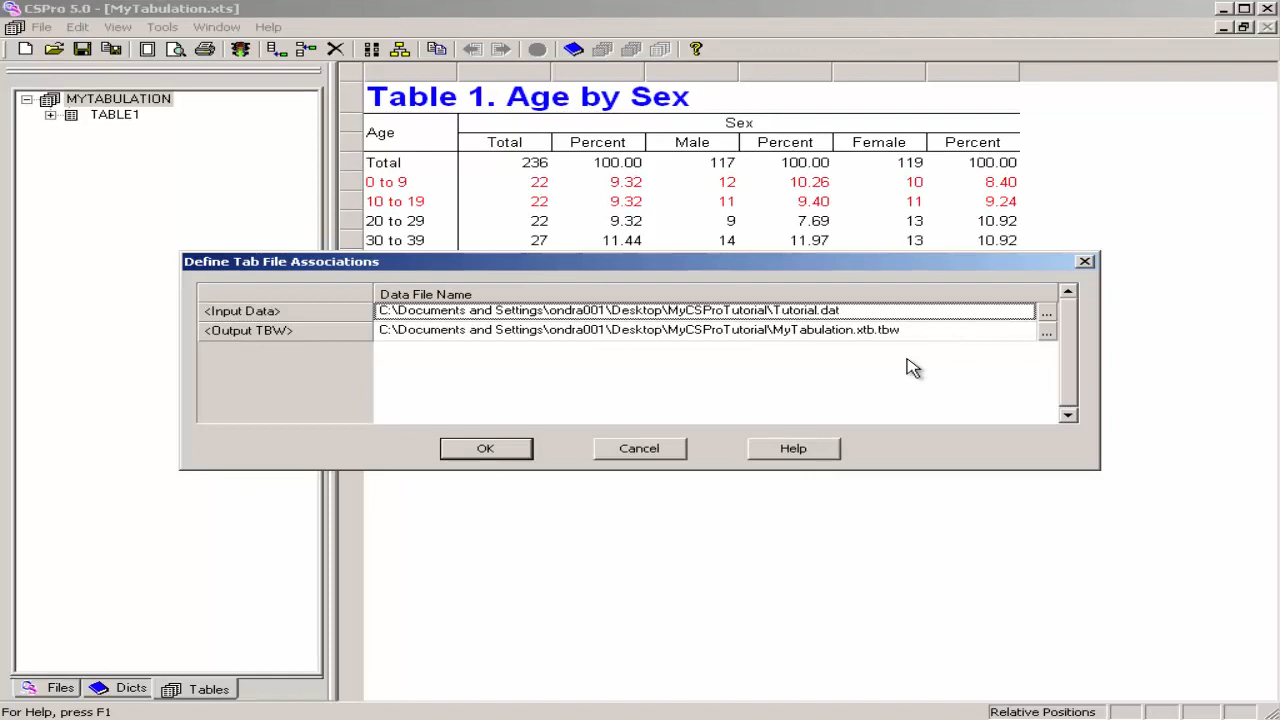 CSPro 5.0 - [MyTabulation.xts]
File Edit View Tools Window Help
MYTABULATION
TABLE1
Table 1. Age by Sex
Age Sex
Total Percent Male Percent Female Percent
Total 236 100.00 117 100.00 119 100.00
0 to 9 22 9.32 12 10.26 10 8.40
10 to 19 22 9.32 11 9.40 11 9.24
20 to 29 22 9.32 9 7.69 13 10.92
30 to 39 27 11.44 14 11.97 13 10.92
Define Tab File Associations
Data File Name
<Input Data> C:\Documents and Settings\ondra001\Desktop\MyCSProTutorial\Tutorial.dat ...
<Output TBW> C:\Documents and Settings\ondra001\Desktop\MyCSProTutorial\MyTabulation.xtb.tbw ...
OK Cancel Help
Files Dicts Tables
For Help, press F1 Relative Positions